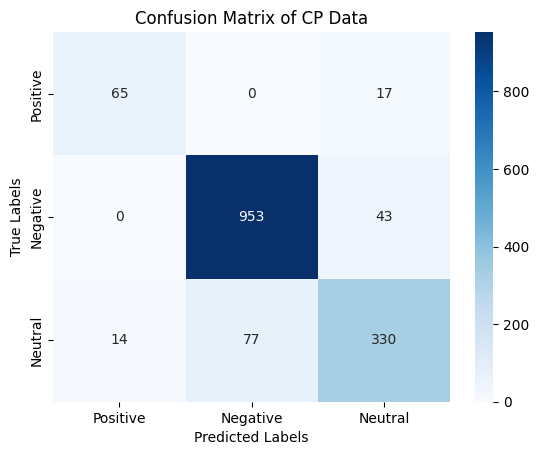 Confusion Matrix of CP Data
True Labels
Positive
65 0 17
Negative
0 953 43
Neutral
14 77 330
Positive Negative Neutral
Predicted Labels
800
600
400
200
0